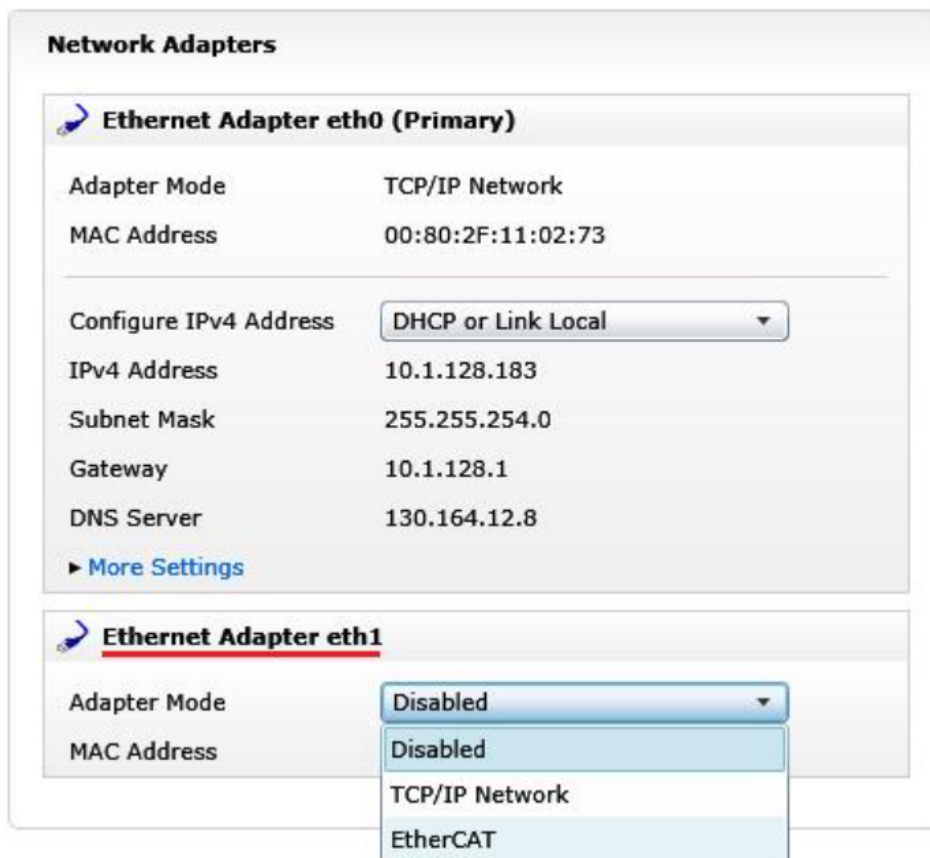 Network Adapters
Ethernet Adapter eth0 (Primary)
Adapter Mode TCP/IP Network
MAC Address 00:80:2F:11:02:73
Configure IPv4 Address DHCP or Link Local
IPv4 Address 10.1.128.183
Subnet Mask 255.255.254.0
Gateway 10.1.128.1
DNS Server 130.164.12.8
More Settings
Ethernet Adapter eth1
Adapter Mode Disabled
MAC Address Disabled
TCP/IP Network
EtherCAT